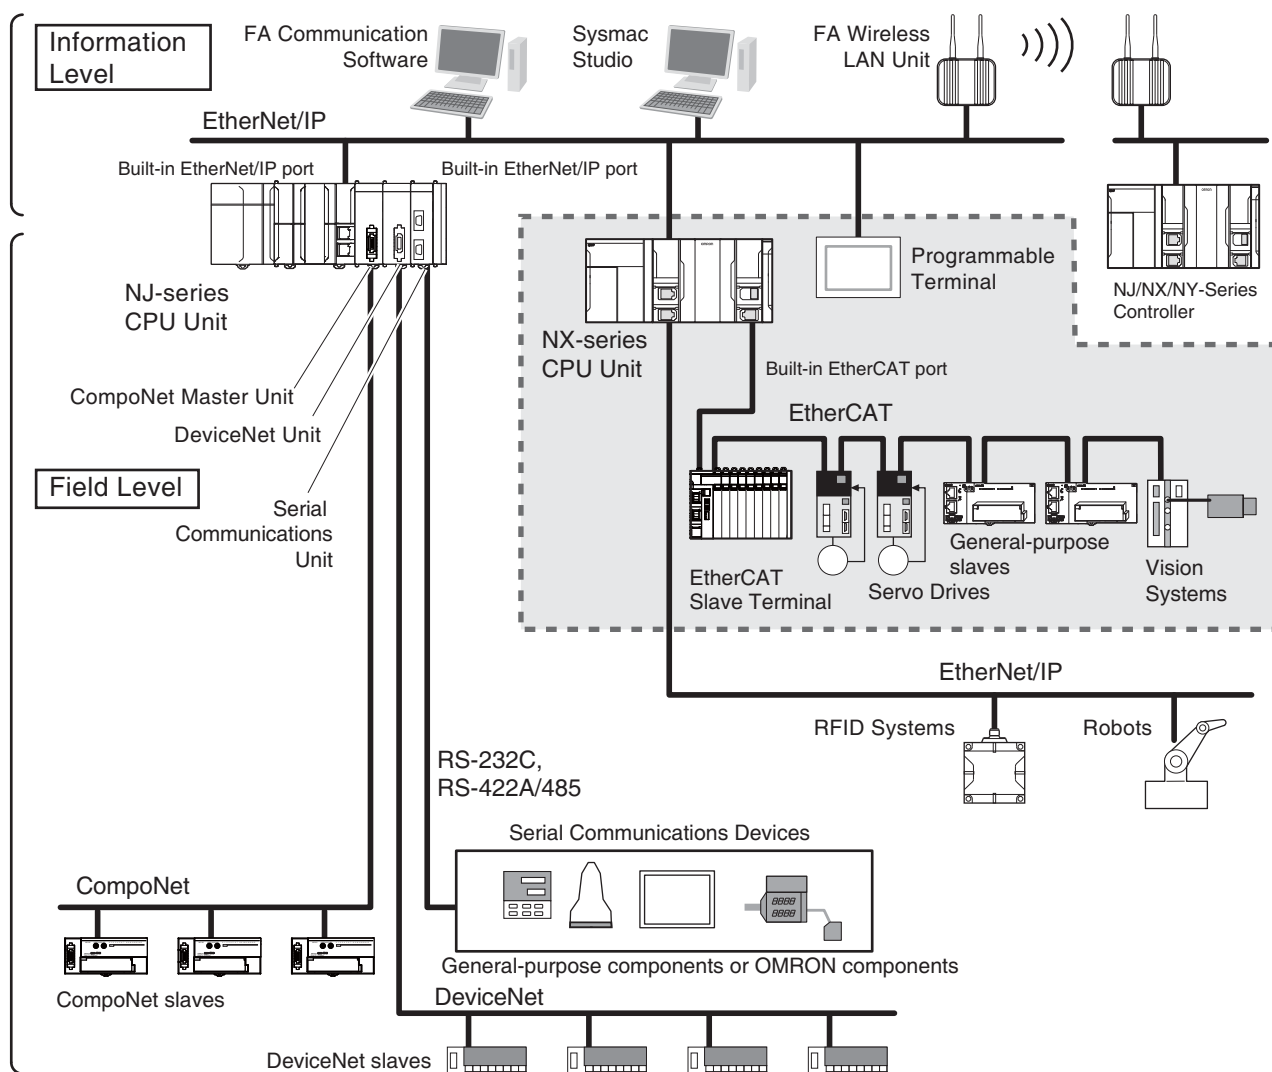 Information
Level
FA Communication
Software
Sysmac
Studio
FA Wireless
LAN Unit
EtherNet/IP
Built-in EtherNet/IP port
Built-in EtherNet/IP port
NJ-series
CPU Unit
Programmable
Terminal
NJ/NX/NY-Series
Controller
NX-series
CPU Unit
Built-in EtherCAT port
CompoNet Master Unit
DeviceNet Unit
EtherCAT
Field Level
Serial
Communications
Unit
General-purpose
slaves
EtherCAT
Slave Terminal
Servo Drives
Vision
Systems
EtherNet/IP
RFID Systems
Robots
RS-232C,
RS-422A/485
Serial Communications Devices
8888
8888
CompoNet
General-purpose components or OMRON components
CompoNet slaves
DeviceNet
DeviceNet slaves